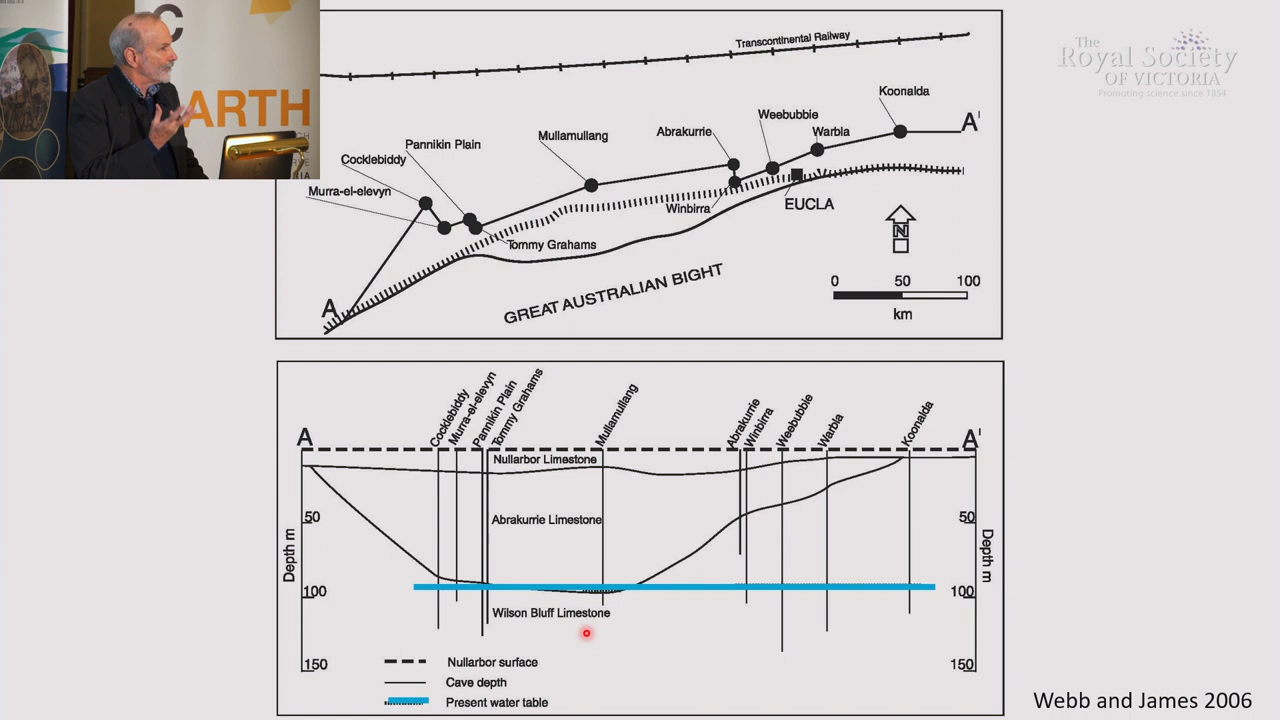 C
ARTH
The
Royal Society
OF VICTORIA
Promoting science since 1854
Transcontinental Railway
Koonalda
A'
Weebubbie
Warbla
Abrakurrie
Mullamullang
Pannikin Plain
Cocklebiddy
Murra-el-elevyn
Winbirra
EUCLA
Tommy Grahams
N
A
GREAT AUSTRALIAN BIGHT
0 50 100
km
Cocklebiddy
Murra-el-elevyn
Pannikin Plain
Tommy Grahams
Mullamullang
Abrakurrie
Winbirra
Weebubbie
Warbla
Koonalda
A
A'
Nullarbor Limestone
50
Abrakurrie Limestone
50
Depth m
Depth m
100
100
Wilson Bluff Limestone
150
150
Nullarbor surface
Cave depth
Present water table
Webb and James 2006